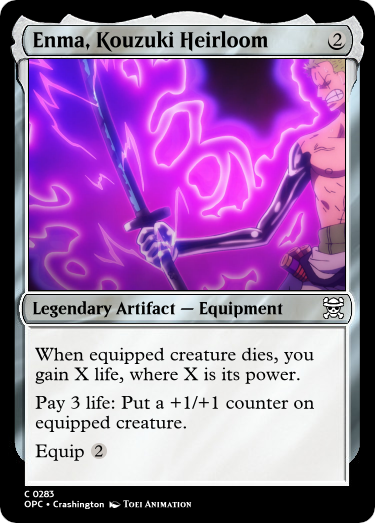 Enma, Kouzuki Heirloom 2
Legendary Artifact — Equipment
When equipped creature dies, you
gain X life, where X is its power.
Pay 3 life: Put a +1/+1 counter on
equipped creature.
Equip 2
C 0283
OPC • Crashington Toei Animation